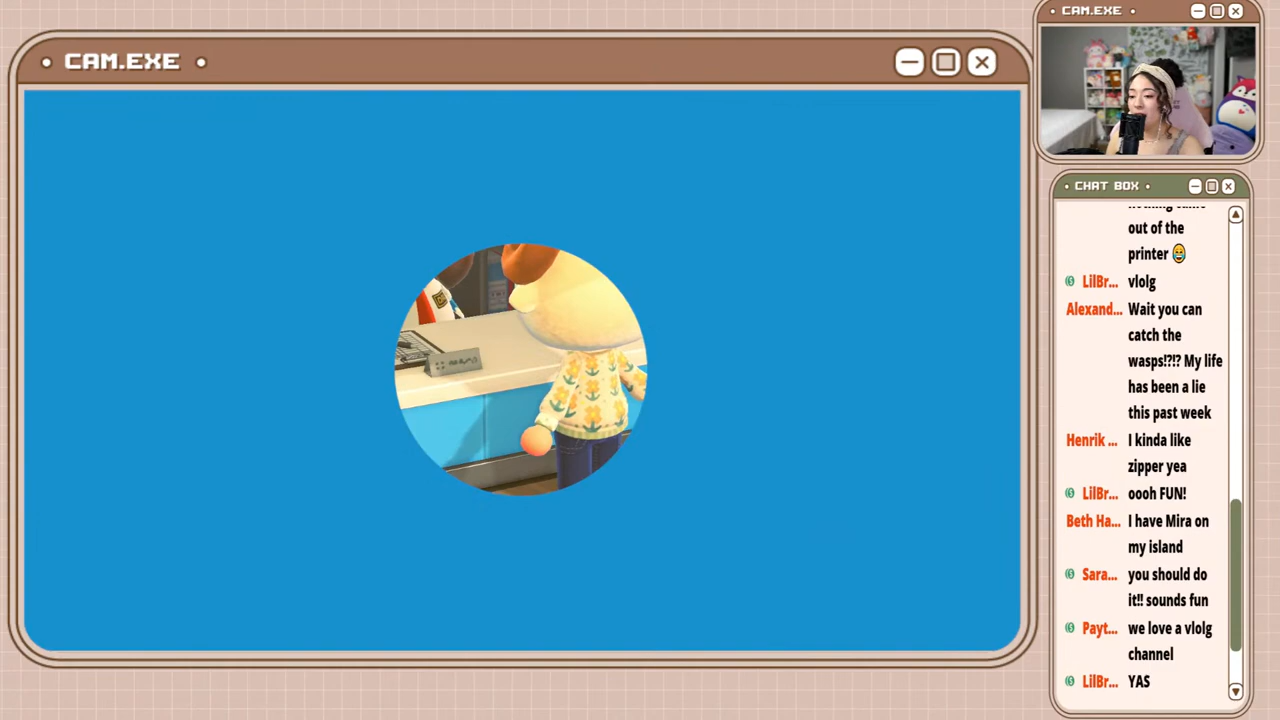 CAM.EXE
CAM.EXE
CHAT BOX
out of the
printer 😂
LilBr... vlolg
Alexand... Wait you can
catch the
wasps!?!? My life
has been a lie
this past week
Henrik ... I kinda like
zipper yea
LilBr... oooh FUN!
Beth Ha... I have Mira on
my island
Sara... you should do
it!! sounds fun
Payt... we love a vlolg
channel
LilBr... YAS